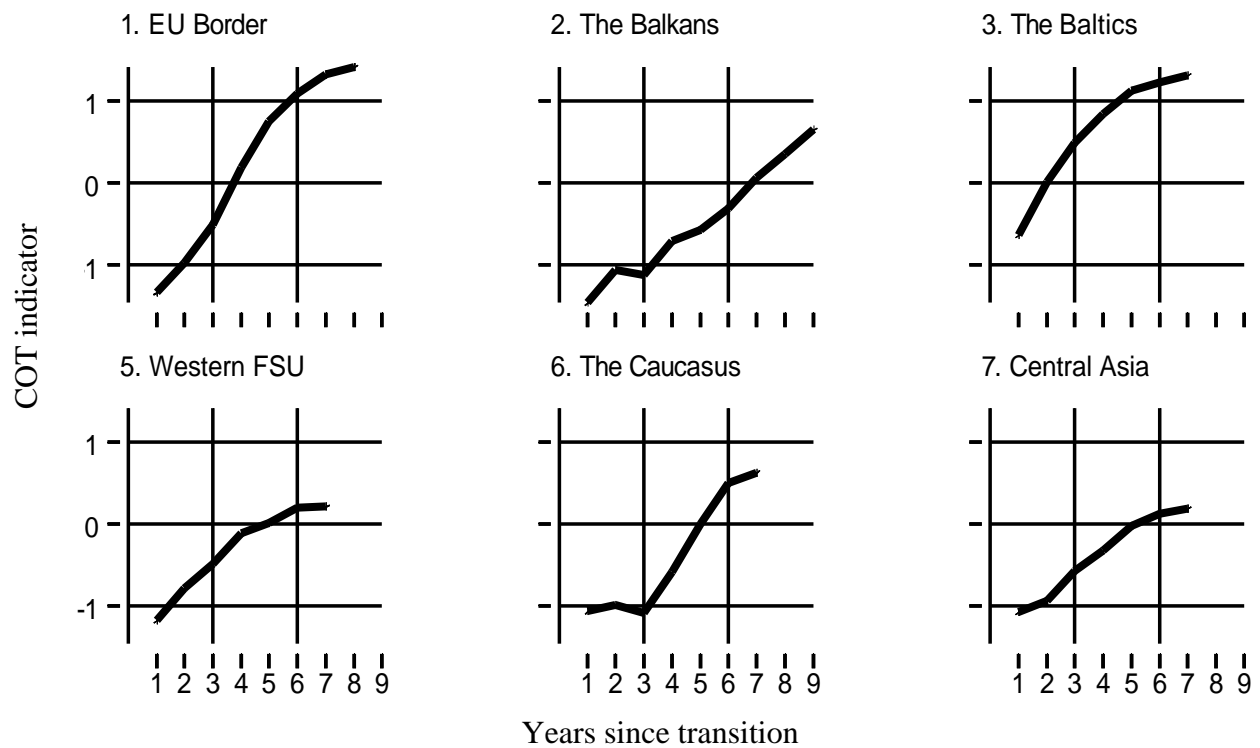 1. EU Border
2. The Balkans
3. The Baltics
1
0
1
COT indicator
5. Western FSU
6. The Caucasus
7. Central Asia
1
0
-1
1 2 3 4 5 6 7 8 9
1 2 3 4 5 6 7 8 9
1 2 3 4 5 6 7 8 9
Years since transition